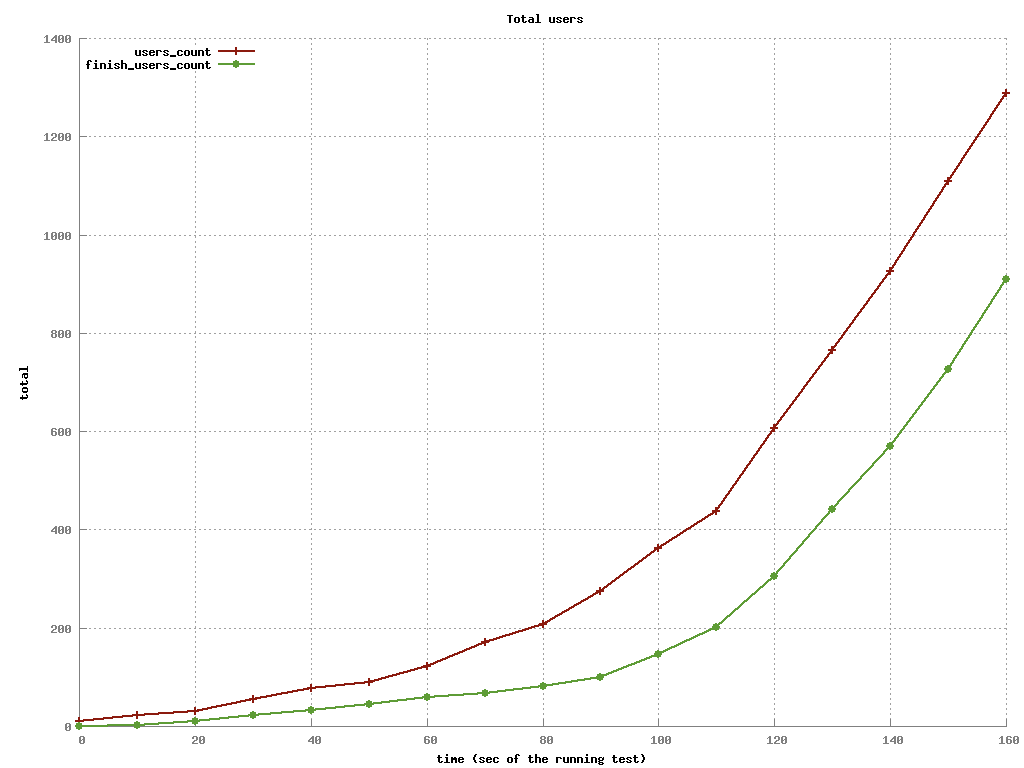 Total users
1400
users_count
finish_users_count
1200
1000
800
total
600
400
200
0
0 20 40 60 80 100 120 140 160
time (sec of the running test)